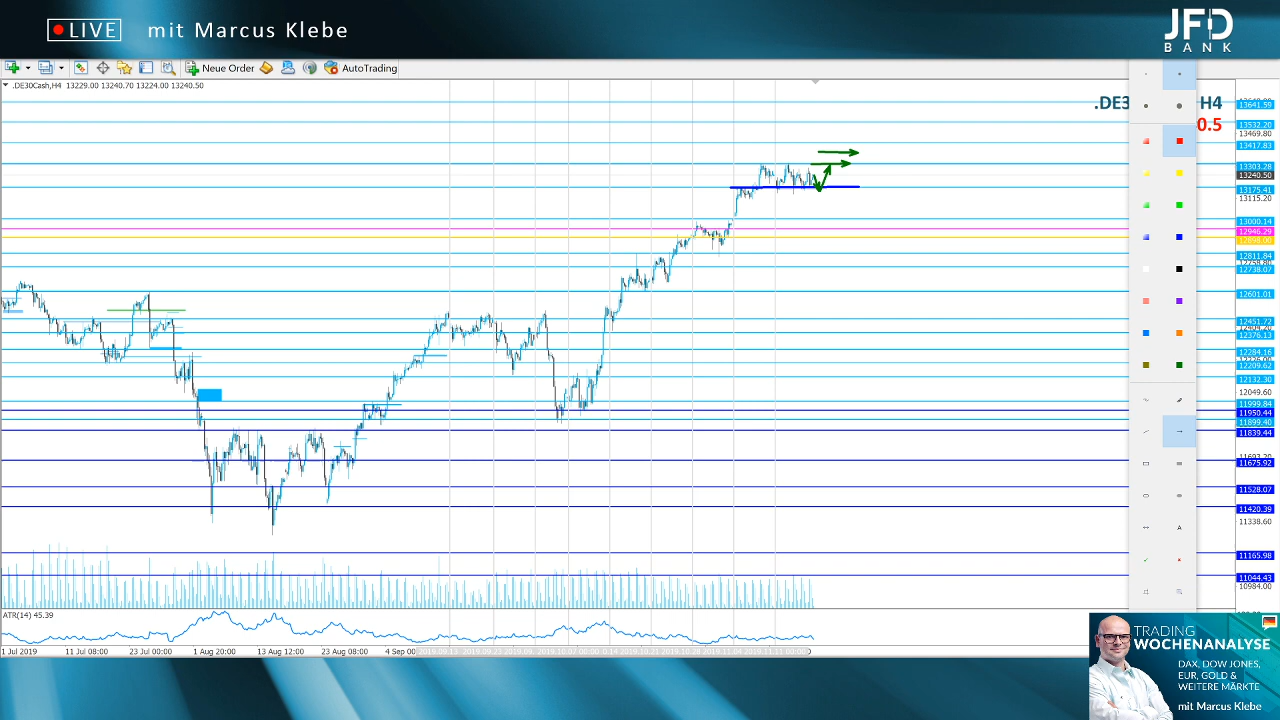 LIVE mit Marcus Klebe
JFD
BANK
Neue Order
AutoTrading
.DE30Cash,H4 13229.00 13240.70 13224.00 13240.50
.DE3 H4
0.5
13641.59
13532.20
13469.80
13417.83
13303.28
13240.50
13175.41
13115.20
13000.14
12946.29
12898.00
12811.84
12738.07
12601.01
12451.72
12376.13
12284.16
12209.62
12132.30
12049.60
11999.84
11950.44
11899.40
11839.44
11675.92
11528.07
11420.39
11339.60
11165.98
11044.43
10984.00
A
ATR(14) 45.39
1 Jul 2019 11 Jul 08:00 23 Jul 00:00 1 Aug 20:00 13 Aug 12:00 23 Aug 08:00 4 Sep 00
TRADING
WOCHENANALYSE
DAX, DOW JONES,
EUR, GOLD &
WEITERE MÄRKTE
mit Marcus Klebe